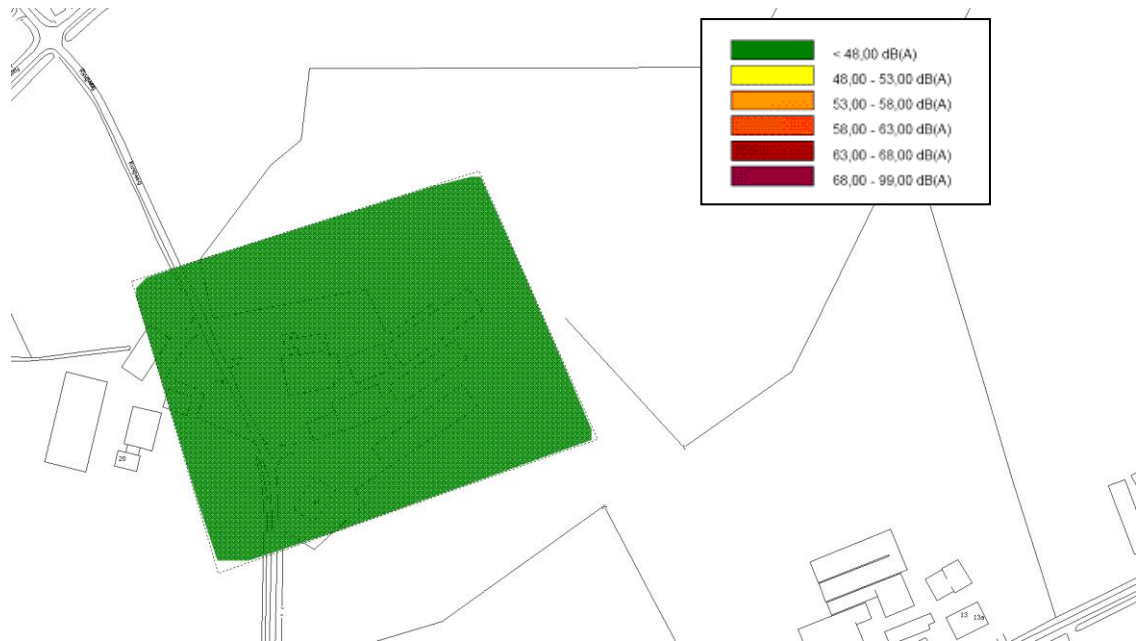 < 48,00 dB(A)
48,00 - 53,00 dB(A)
53,00 - 58,00 dB(A)
58,00 - 63,00 dB(A)
63,00 - 68,00 dB(A)
68,00 - 99,00 dB(A)
28
13 13a